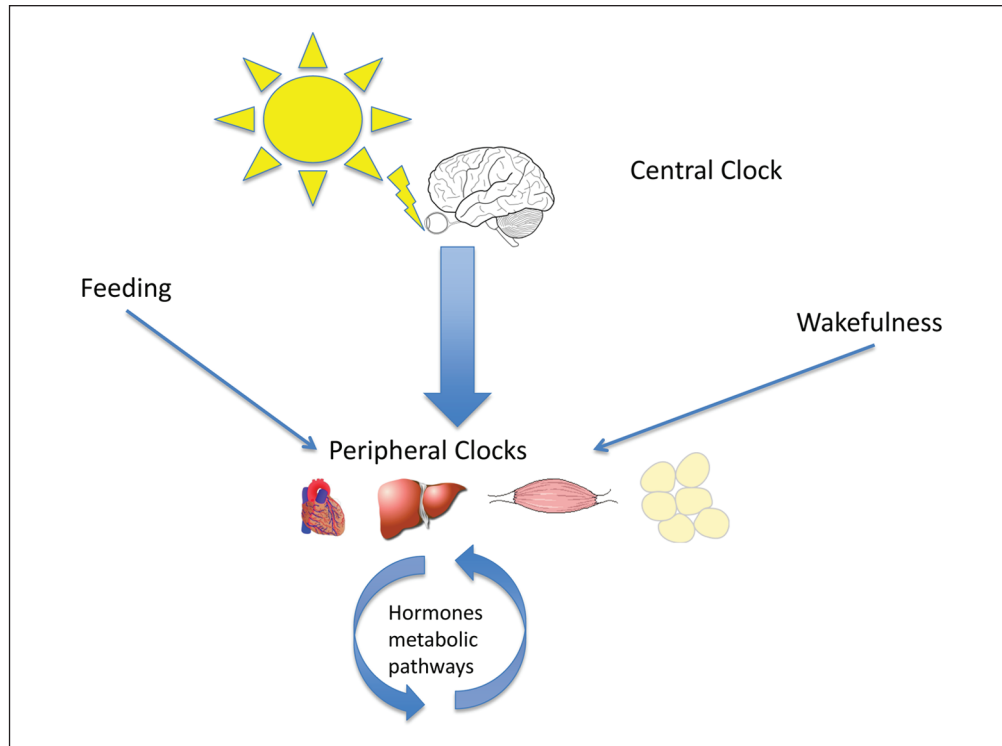 Central Clock
Feeding
Wakefulness
Peripheral Clocks
Hormones
metabolic
pathways